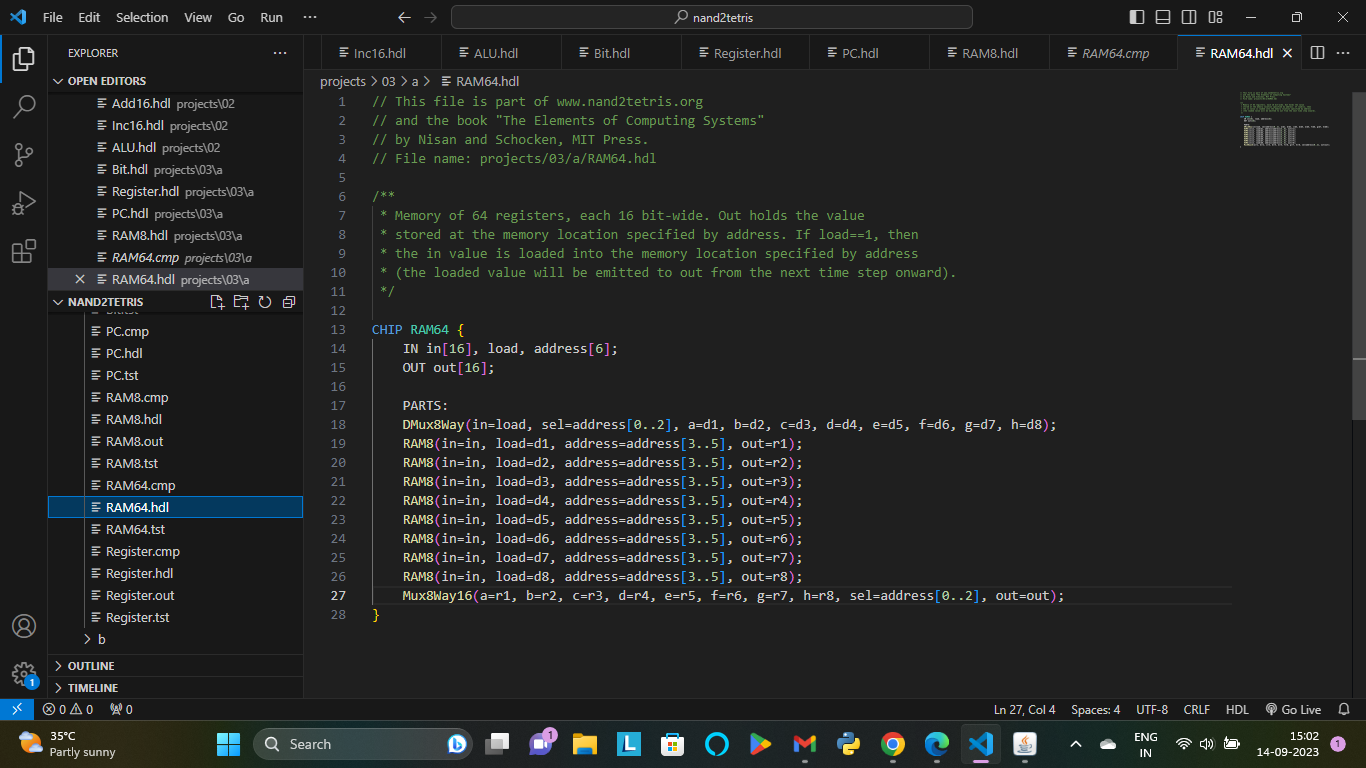 File Edit Selection View Go Run ··· nand2tetris
EXPLORER ···
OPEN EDITORS
Add16.hdl projects\02
Inc16.hdl projects\02
ALU.hdl projects\02
Bit.hdl projects\03\a
Register.hdl projects\03\a
PC.hdl projects\03\a
RAM8.hdl projects\03\a
RAM64.cmp projects\03\a
RAM64.hdl projects\03\a
NAND2TETRIS
PC.cmp
PC.hdl
PC.tst
RAM8.cmp
RAM8.hdl
RAM8.out
RAM8.tst
RAM64.cmp
RAM64.hdl
RAM64.tst
Register.cmp
Register.hdl
Register.out
Register.tst
b
OUTLINE
TIMELINE
1
Inc16.hdl ALU.hdl Bit.hdl Register.hdl PC.hdl RAM8.hdl RAM64.cmp RAM64.hdl ···
projects > 03 > a > RAM64.hdl
1 // This file is part of www.nand2tetris.org
2 // and the book "The Elements of Computing Systems"
3 // by Nisan and Schocken, MIT Press.
4 // File name: projects/03/a/RAM64.hdl
5
6 /**
7 * Memory of 64 registers, each 16 bit-wide. Out holds the value
8 * stored at the memory location specified by address. If load==1, then
9 * the in value is loaded into the memory location specified by address
10 * (the loaded value will be emitted to out from the next time step onward).
11 */
12
13 CHIP RAM64 {
14 IN in[16], load, address[6];
15 OUT out[16];
16
17 PARTS:
18 DMux8Way(in=load, sel=address[0..2], a=d1, b=d2, c=d3, d=d4, e=d5, f=d6, g=d7, h=d8);
19 RAM8(in=in, load=d1, address=address[3..5], out=r1);
20 RAM8(in=in, load=d2, address=address[3..5], out=r2);
21 RAM8(in=in, load=d3, address=address[3..5], out=r3);
22 RAM8(in=in, load=d4, address=address[3..5], out=r4);
23 RAM8(in=in, load=d5, address=address[3..5], out=r5);
24 RAM8(in=in, load=d6, address=address[3..5], out=r6);
25 RAM8(in=in, load=d7, address=address[3..5], out=r7);
26 RAM8(in=in, load=d8, address=address[3..5], out=r8);
27 Mux8Way16(a=r1, b=r2, c=r3, d=r4, e=r5, f=r6, g=r7, h=r8, sel=address[0..2], out=out);
28 }
0 0 0 Ln 27, Col 4 Spaces: 4 UTF-8 CRLF HDL Go Live
35°C
Partly sunny
Search
1
L
ENG
IN
15:02
14-09-2023
1